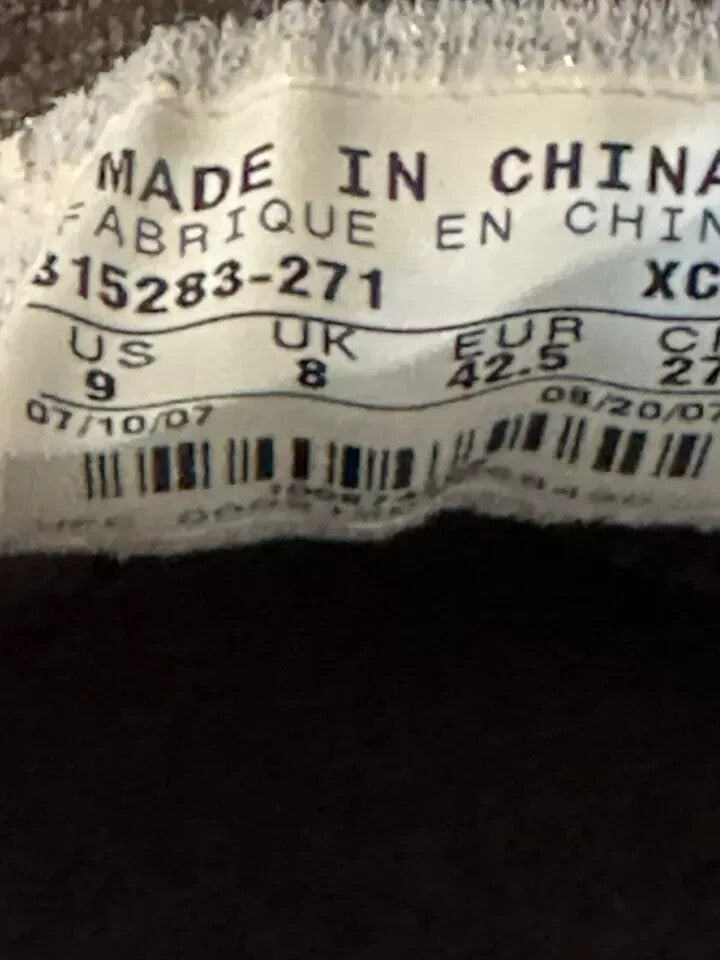 MADE IN CHINA
FABRIQUE EN CHIN
315283-271 XC
US UK EUR C
9 8 42.5 27
07/10/07 08/20/07